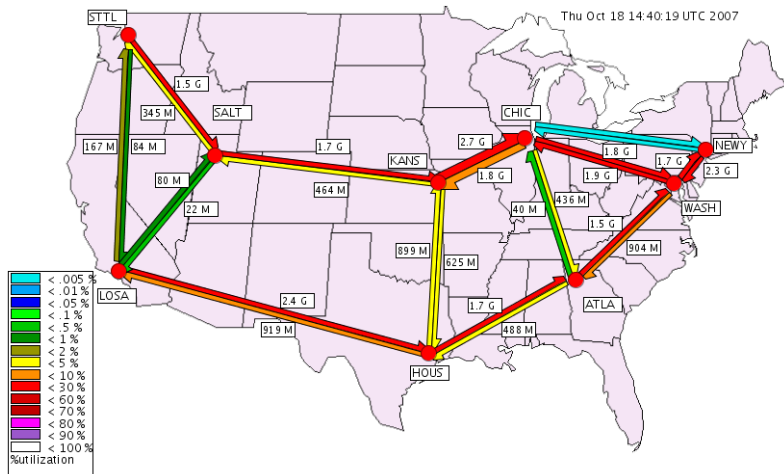 Thu Oct 18 14:40:19 UTC 2007
STTL
1.5 G
345 M
SALT
CHIC
167 M
84 M
1.7 G
KANS
2.7 G
1.8 G
1.7 G
NEWY
2.3 G
80 M
464 M
1.8 G
1.9 G
WASH
22 M
40 M
436 M
1.5 G
904 M
899 M
625 M
LOSA
2.4 G
919 M
1.7 G
488 M
ATLA
HOUS
< .005 %
< .01 %
< .05 %
< .1 %
< .5 %
< 1 %
< 2 %
< 5 %
< 10 %
< 30 %
< 60 %
< 70 %
< 80 %
< 90 %
< 100 %
%utilization